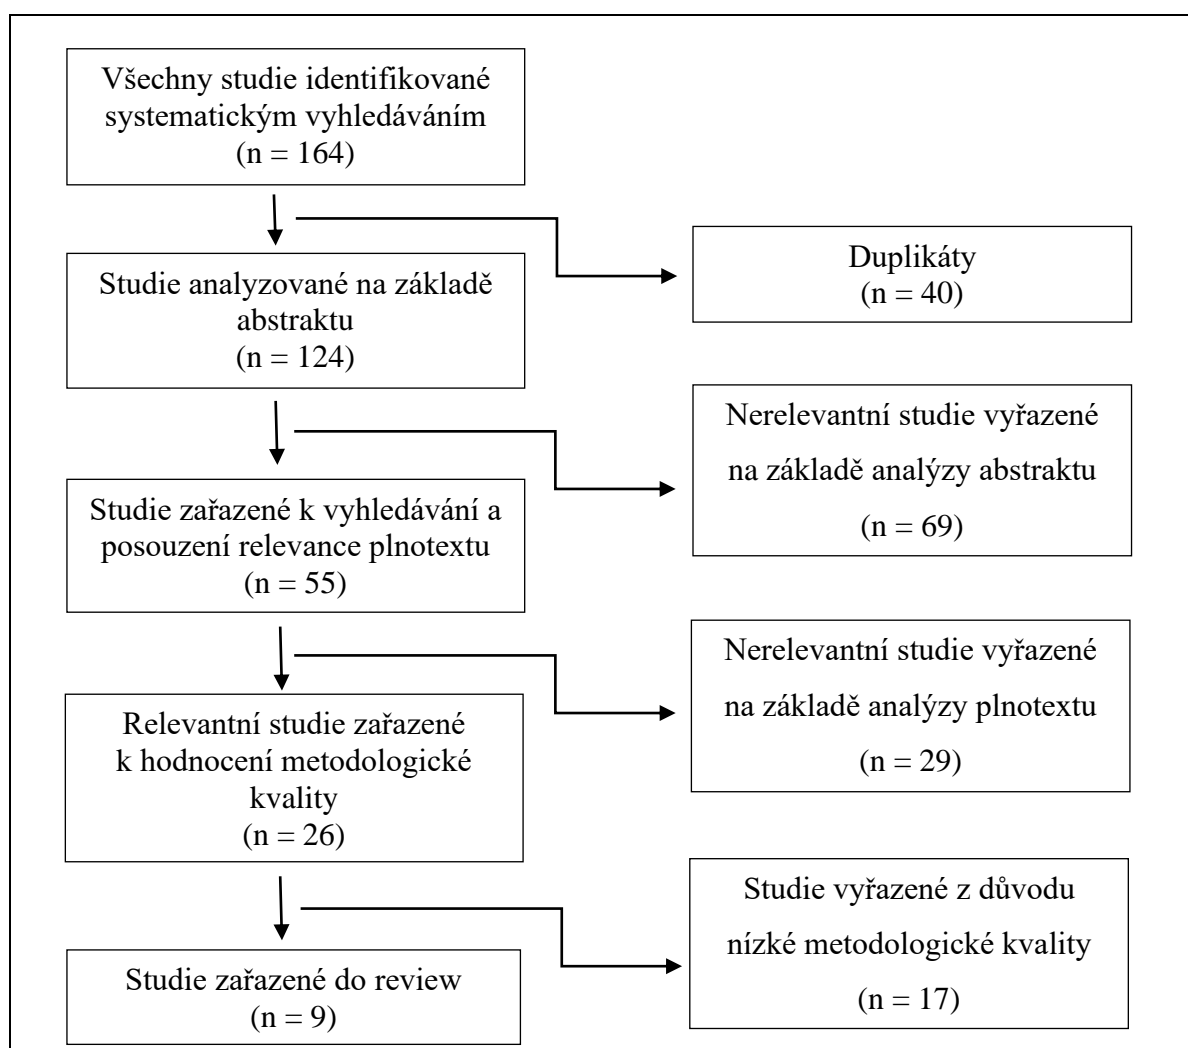 Všechny studie identifikované
systematickým vyhledáváním
(n = 164)
Duplikáty
(n = 40)
Studie analyzované na základě
abstraktu
(n = 124)
Nerelevantní studie vyřazené
na základě analýzy abstraktu
(n = 69)
Studie zařazené k vyhledávání a
posouzení relevance plnotextu
(n = 55)
Nerelevantní studie vyřazené
na základě analýzy plnotextu
(n = 29)
Relevantní studie zařazené
k hodnocení metodologické
kvality
(n = 26)
Studie vyřazené z důvodu
nízké metodologické kvality
(n = 17)
Studie zařazené do review
(n = 9)